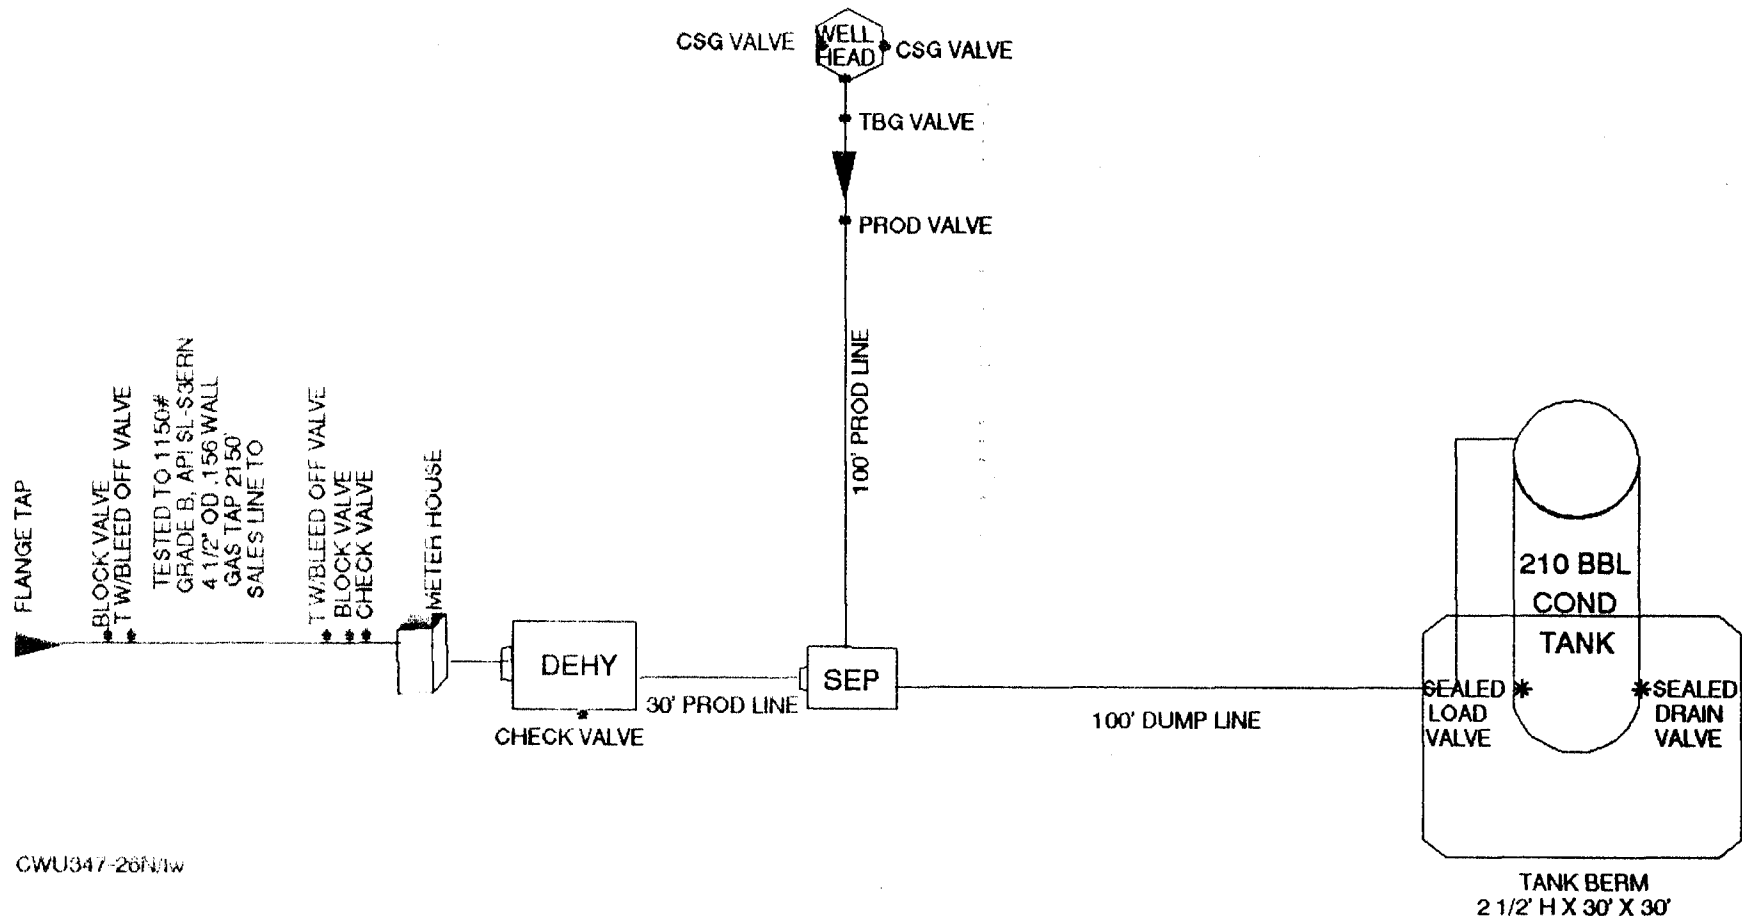 CSG VALVE
WELL
HEAD
CSG VALVE
TBG VALVE
PROD VALVE
100' PROD LINE
FLANGE TAP
BLOCK VALVE
T W/BLEED OFF VALVE
TESTED TO 1150#
GRADE B, API SL-S3ERN
4 1/2" OD .156 WALL
GAS TAP 2150'
SALES LINE TO
T W/BLEED OFF VALVE
BLOCK VALVE
CHECK VALVE
METER HOUSE
DEHY
CHECK VALVE
30' PROD LINE
SEP
100' DUMP LINE
210 BBL
COND
TANK
SEALED
LOAD
VALVE
SEALED
DRAIN
VALVE
CWU347-26N/lw
TANK BERM
2 1/2' H X 30' X 30'